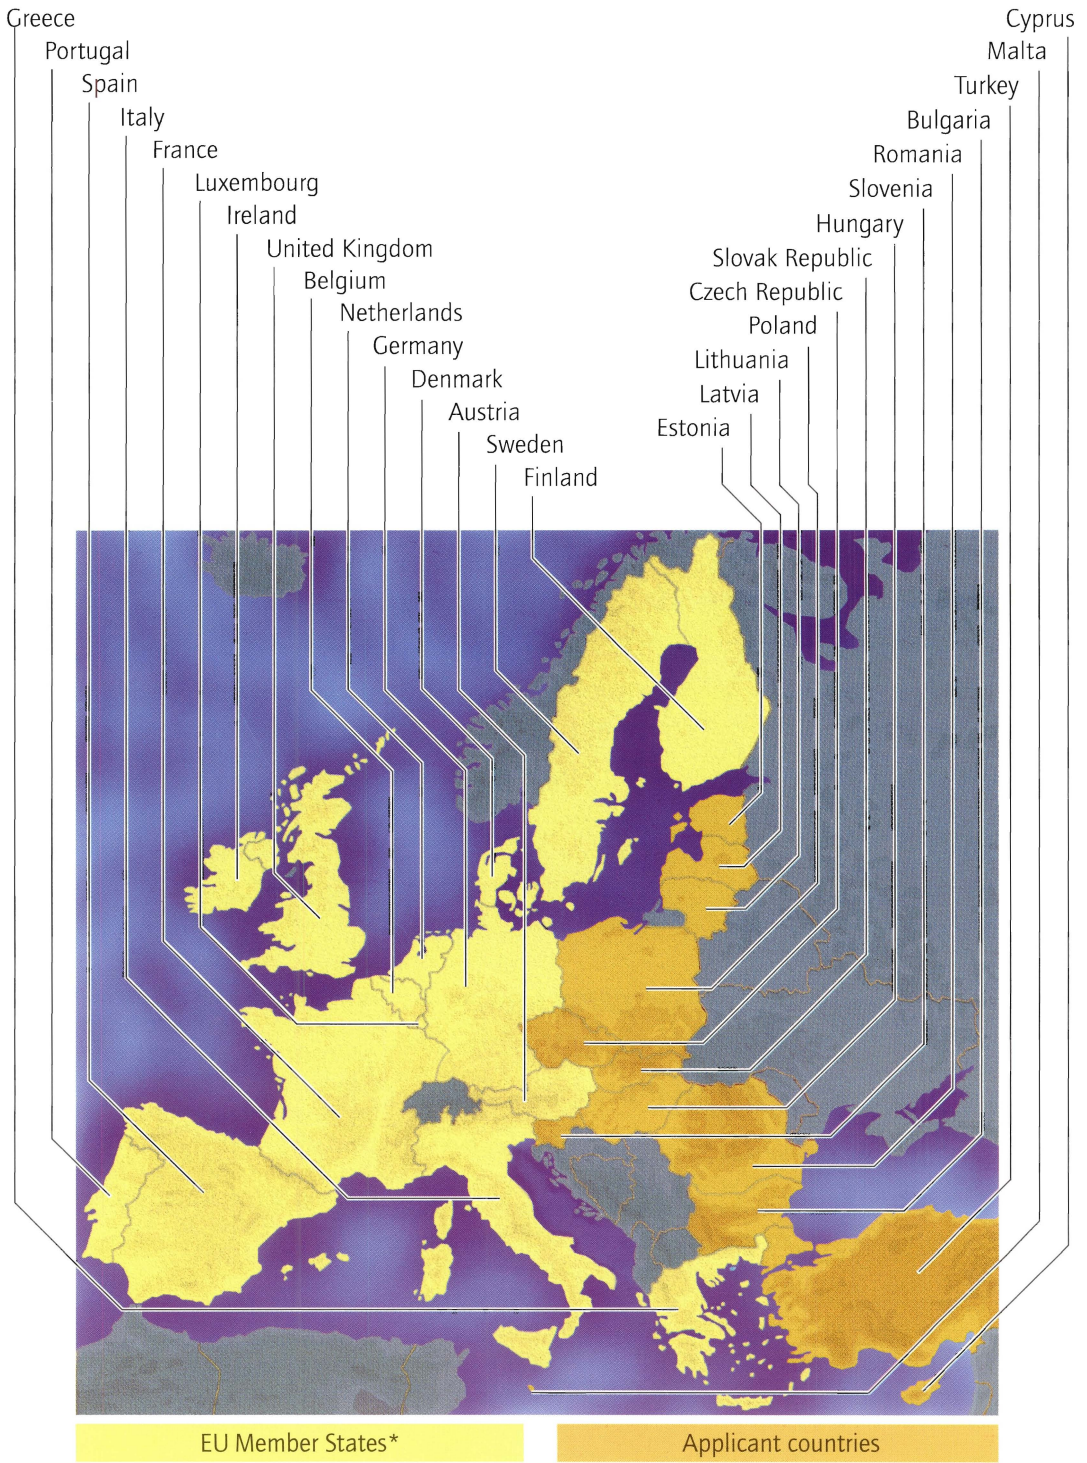 Greece
Portugal
Spain
Italy
France
Luxembourg
Ireland
United Kingdom
Belgium
Netherlands
Germany
Denmark
Austria
Sweden
Finland
Cyprus
Malta
Turkey
Bulgaria
Romania
Slovenia
Hungary
Slovak Republic
Czech Republic
Poland
Lithuania
Latvia
Estonia
EU Member States*
Applicant countries